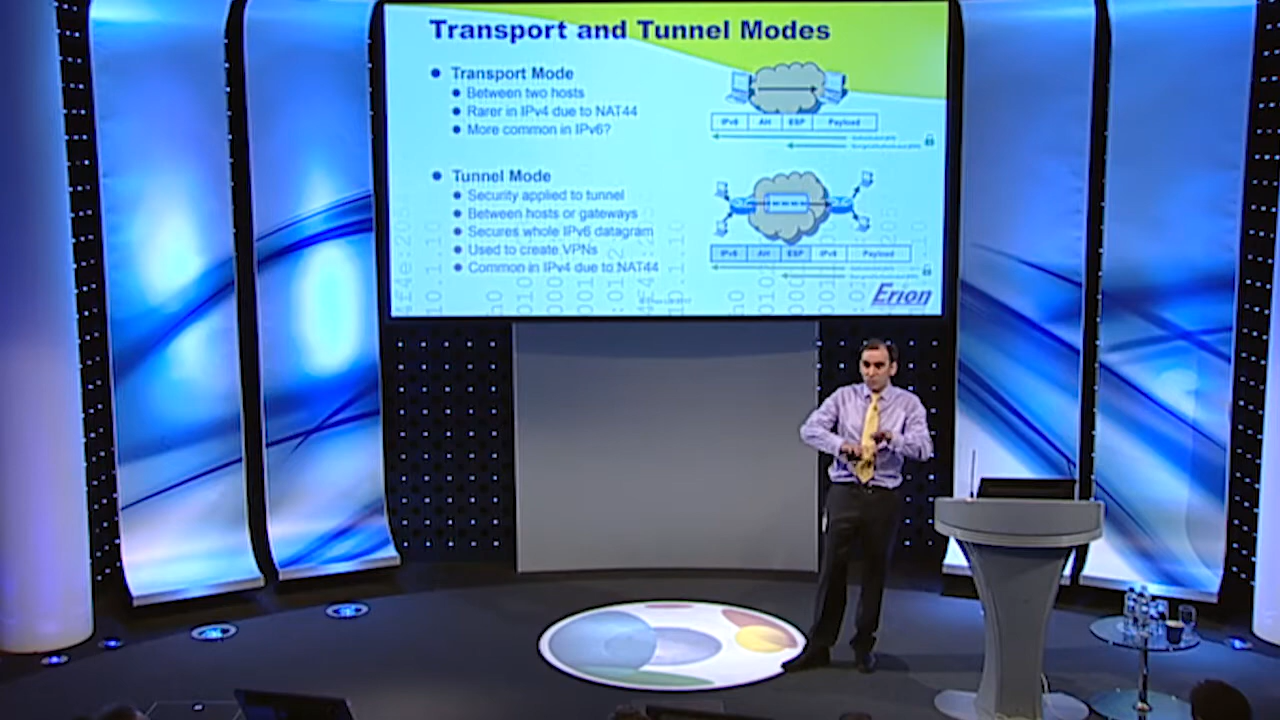 Transport and Tunnel Modes
Transport Mode
Between two hosts
Rarer in IPv4 due to NAT44
More common in IPv6?
IPv6 AH ESP Payload
Tunnel Mode
Security applied to tunnel
Between hosts or gateways
Secures whole IPv6 datagram
Used to create VPNs
Common in IPv4 due to NAT44
IPv6 AH ESP IPv6 Payload
Erion